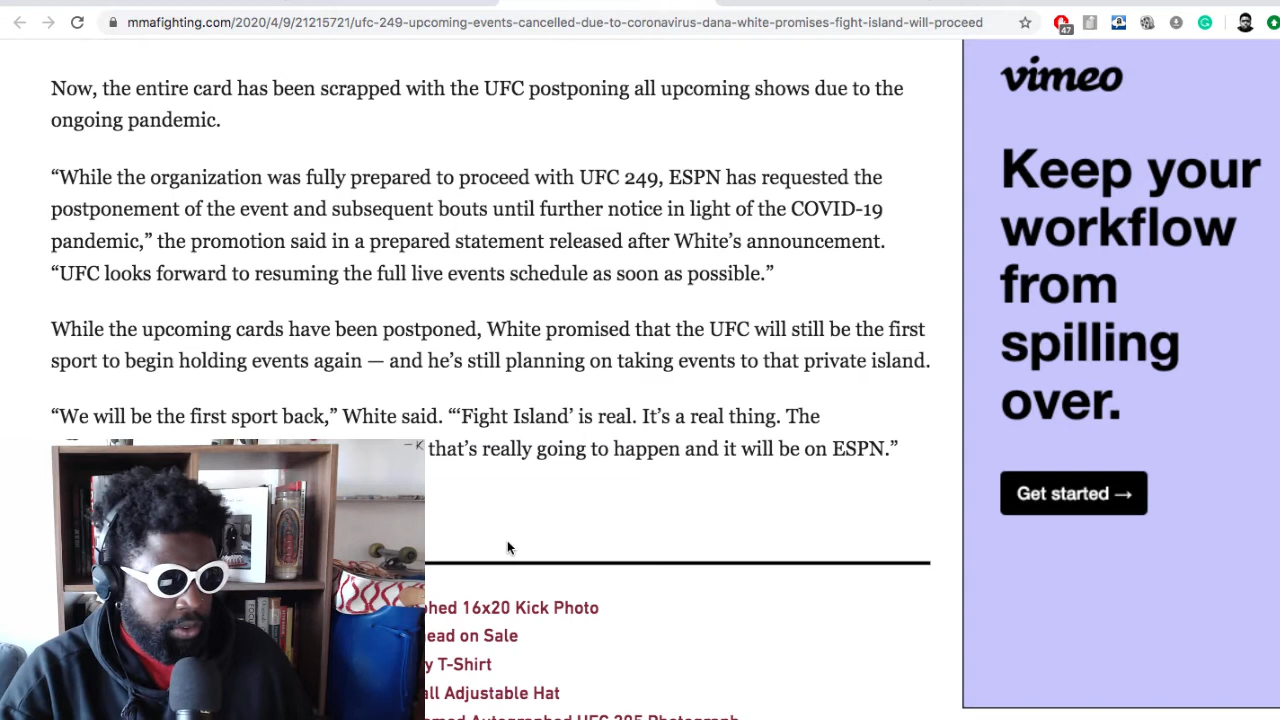 mmafighting.com/2020/4/9/21215721/ufc-249-upcoming-events-cancelled-due-to-coronavirus-dana-white-promises-fight-island-will-proceed
47
Now, the entire card has been scrapped with the UFC postponing all upcoming shows due to the
ongoing pandemic.
“While the organization was fully prepared to proceed with UFC 249, ESPN has requested the
postponement of the event and subsequent bouts until further notice in light of the COVID-19
pandemic,” the promotion said in a prepared statement released after White’s announcement.
“UFC looks forward to resuming the full live events schedule as soon as possible.”
While the upcoming cards have been postponed, White promised that the UFC will still be the first
sport to begin holding events again — and he’s still planning on taking events to that private island.
“We will be the first sport back,” White said. “‘Fight Island’ is real. It’s a real thing. The
that’s really going to happen and it will be on ESPN.”
hed 16x20 Kick Photo
ead on Sale
y T-Shirt
all Adjustable Hat
Autographed UFC 205 Photograph
vimeo
Keep your
workflow
from
spilling
over.
Get started →